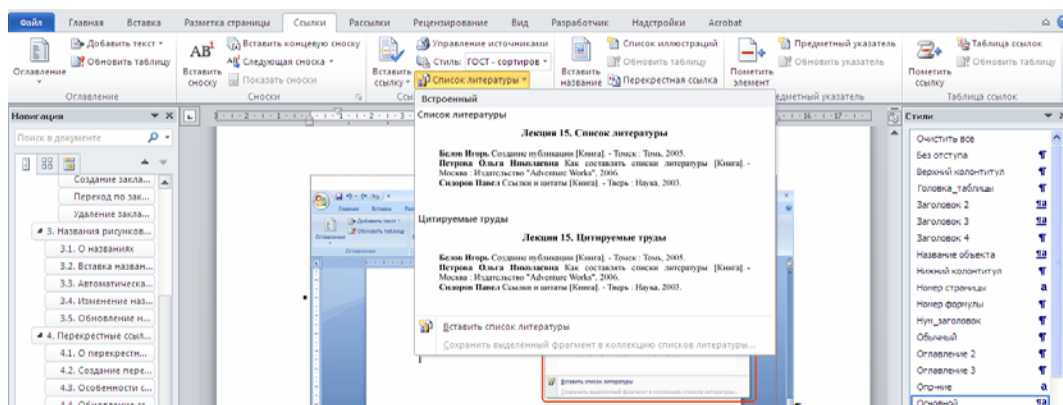 Файл Главная Вставка Разметка страницы Ссылки Рассылки Рецензирование Вид Разработчик Надстройки Acrobat
Оглавление
Добавить текст
Обновить таблицу
Оглавление
AB¹
Вставить сноску
Вставить концевую сноску
Следующая сноска
Показать сноски
Сноски
Вставить ссылку
Управление источниками
Стиль: ГОСТ - сортиров
Список литературы
Вставить название
Список иллюстраций
Обновить таблицу
Перекрестная ссылка
Пометить элемент
Предметный указатель
Обновить указатель
Пометить ссылку
Таблица ссылок
Обновить таблицу
Таблица ссылок
Навигация
Поиск в документе
Создание закла...
Переход по зак...
Удаление закла...
3. Названия рисунков...
3.1. О названиях
3.2. Вставка назван...
3.3. Автоматическа...
3.4. Изменение наз...
3.5. Обновление н...
4. Перекрестные ссыл...
4.1. О перекрестн...
4.2. Создание пере...
4.3. Особенности с...
Встроенный
Список литературы
Лекция 15. Список литературы
Белов Игорь Создание публикации [Книга]. - Томск : Томь, 2005.
Петрова Ольга Николаевна Как составлять списки литературы [Книга]. -
Москва : Издательство "Adventure Works", 2006.
Сидоров Павел Ссылки и цитаты [Книга]. - Тверь : Наука, 2003.
Цитируемые труды
Лекция 15. Цитируемые труды
Белов Игорь Создание публикации [Книга]. - Томск : Томь, 2005.
Петрова Ольга Николаевна Как составлять списки литературы [Книга]. -
Москва : Издательство "Adventure Works", 2006.
Сидоров Павел Ссылки и цитаты [Книга]. - Тверь : Наука, 2003.
Вставить список литературы
Сохранить выделенный фрагмент в коллекцию списков литературы...
Вставить список литературы
Стили
Очистить все
Без отступа
Верхний колонтитул
Головка_таблицы
Заголовок 2
Заголовок 3
Заголовок 4
Название объекта
Нижний колонтитул
Номер страницы
Номер формулы
Нум_заголовок
Обычный
Оглавление 2
Оглавление 3
Основной